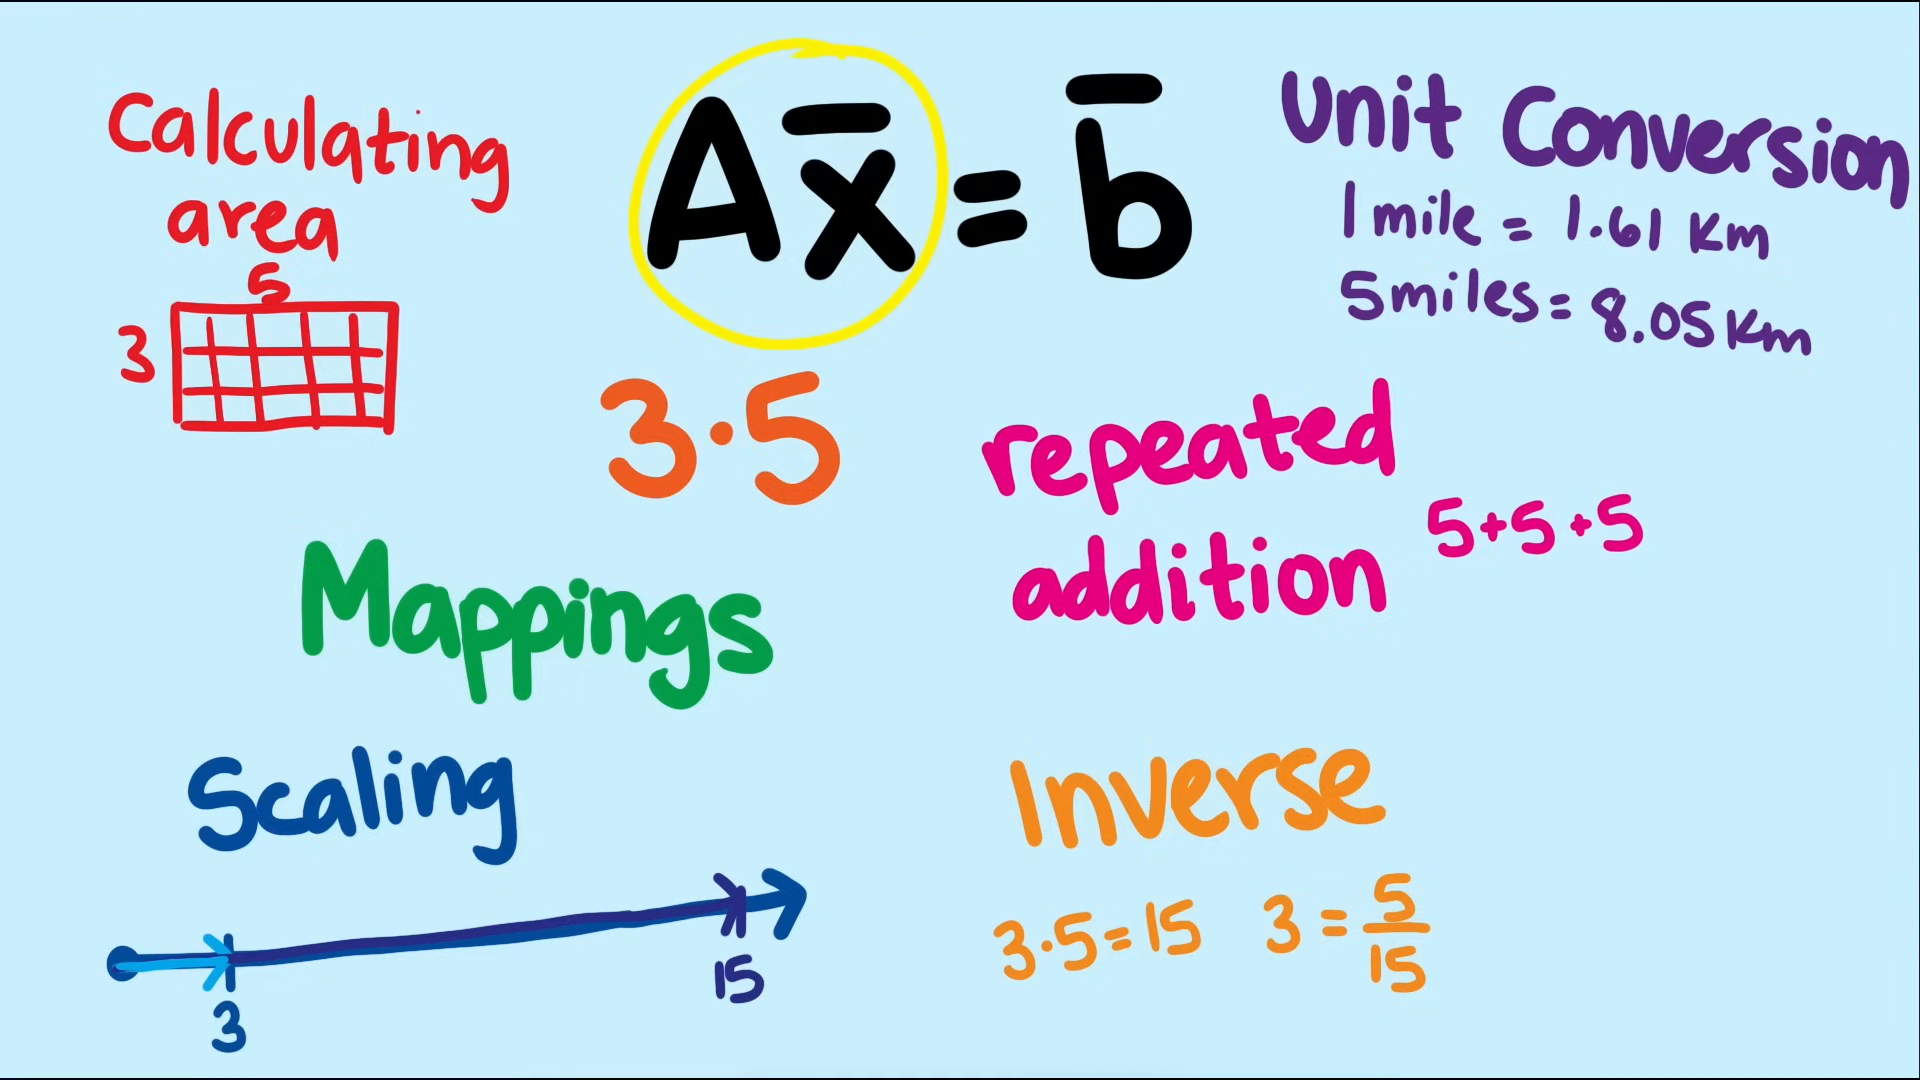 Calculating
area
5
3
Ax̄ = b̄
Unit Conversion
1 mile = 1.61 Km
5 miles = 8.05 Km
3·5
repeated
addition
5+5+5
Mappings
Scaling
3
15
Inverse
3·5=15
3 = 5/15